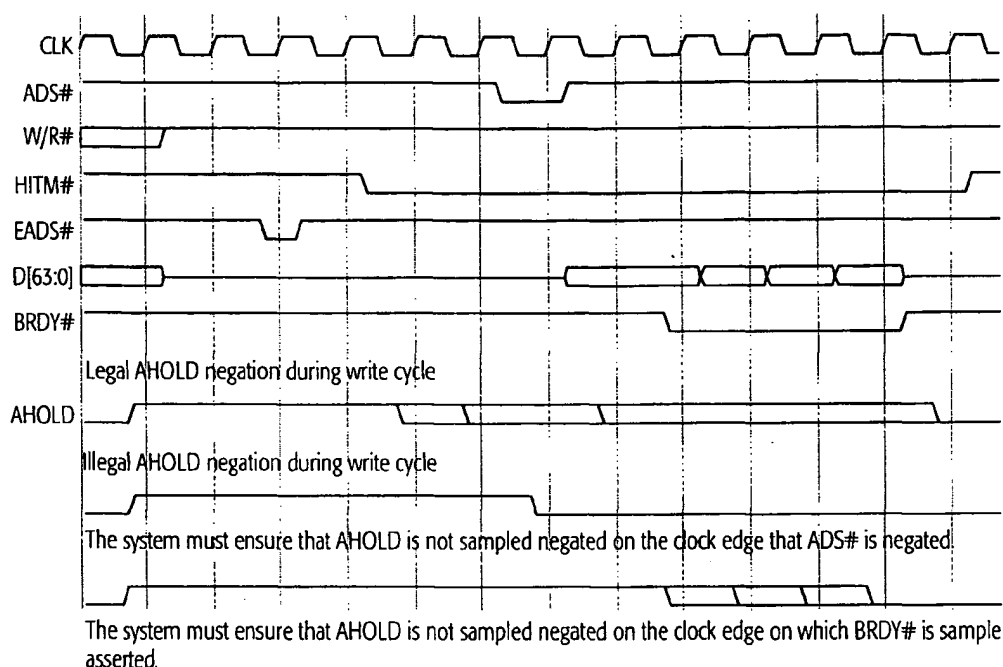 CLK
ADS#
W/R#
HITM#
EADS#
D[63:0]
BRDY#
Legal AHOLD negation during write cycle
AHOLD
Illegal AHOLD negation during write cycle
The system must ensure that AHOLD is not sampled negated on the clock edge that ADS# is negated.
The system must ensure that AHOLD is not sampled negated on the clock edge on which BRDY# is sample
asserted.